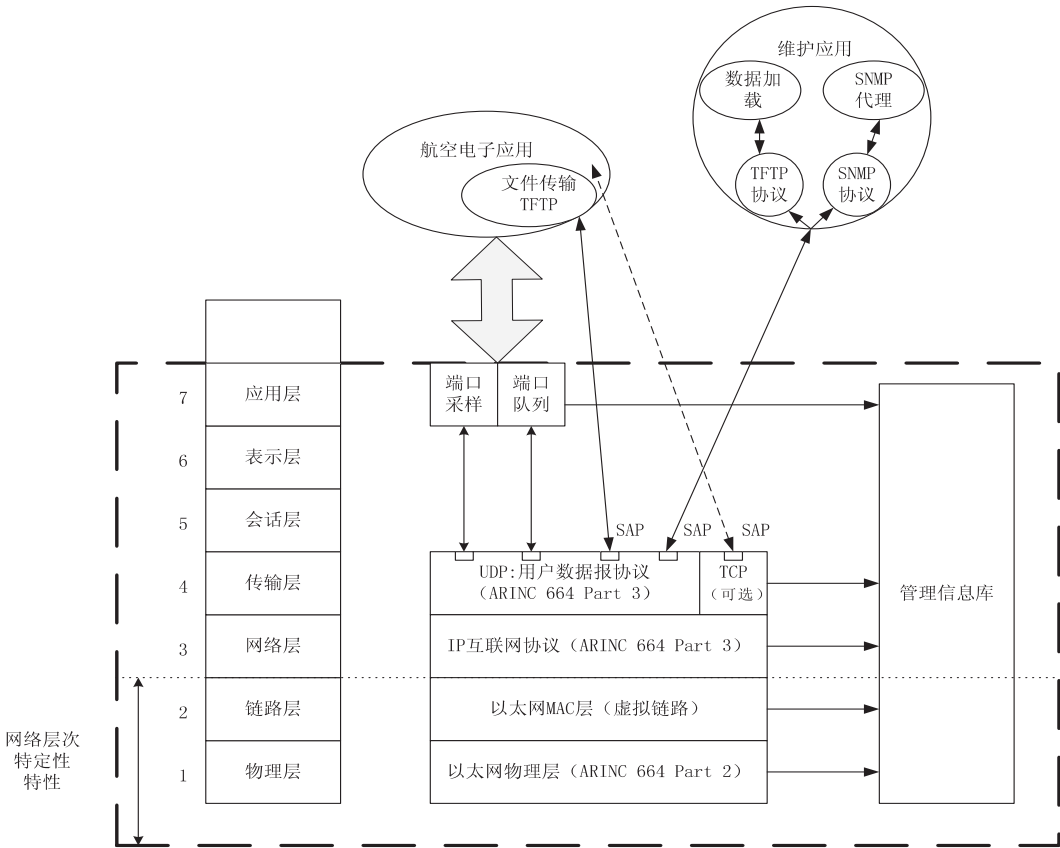 维护应用
数据加
载
SNMP
代理
TFTP
协议
SNMP
协议
航空电子应用
文件传输
TFTP
7
应用层
端口
采样
端口
队列
6
表示层
5
会话层
SAP
SAP
SAP
4
传输层
UDP:用户数据报协议
(ARINC 664 Part 3)
TCP
(可选)
管理信息库
3
网络层
IP互联网协议（ARINC 664 Part 3）
2
链路层
以太网MAC层（虚拟链路）
网络层次
特定性
特性
1
物理层
以太网物理层（ARINC 664 Part 2）